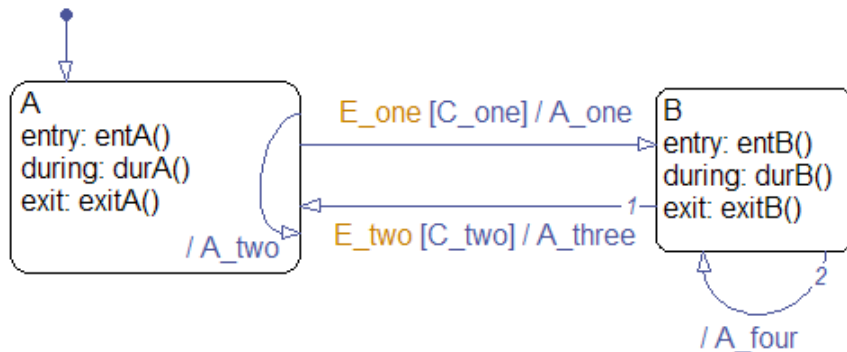 A
entry: entA()
during: durA()
exit: exitA()
/ A_two
E_one [C_one] / A_one
1
E_two [C_two] / A_three
B
entry: entB()
during: durB()
exit: exitB()
2
/ A_four